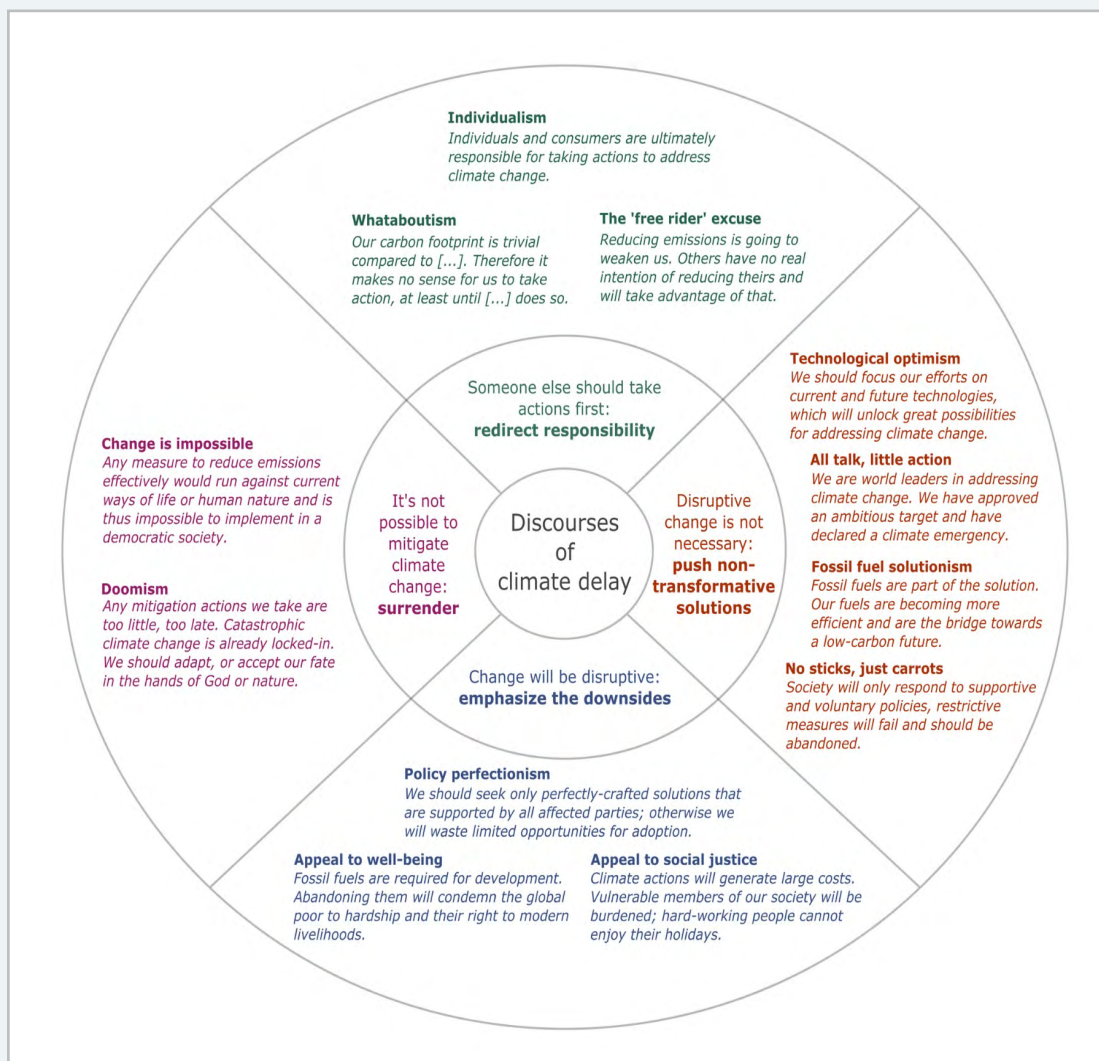 Individualism
Individuals and consumers are ultimately
responsible for taking actions to address
climate change.
Whataboutism
Our carbon footprint is trivial
compared to [...]. Therefore it
makes no sense for us to take
action, at least until [...] does so.
The 'free rider' excuse
Reducing emissions is going to
weaken us. Others have no real
intention of reducing theirs and
will take advantage of that.
Someone else should take
actions first:
redirect responsibility
Technological optimism
We should focus our efforts on
current and future technologies,
which will unlock great possibilities
for addressing climate change.
All talk, little action
We are world leaders in addressing
climate change. We have approved
an ambitious target and have
declared a climate emergency.
Fossil fuel solutionism
Fossil fuels are part of the solution.
Our fuels are becoming more
efficient and are the bridge towards
a low-carbon future.
No sticks, just carrots
Society will only respond to supportive
and voluntary policies, restrictive
measures will fail and should be
abandoned.
Disruptive
change is not
necessary:
push non-
transformative
solutions
Discourses
of
climate delay
It's not
possible to
mitigate
climate
change:
surrender
Change is impossible
Any measure to reduce emissions
effectively would run against current
ways of life or human nature and is
thus impossible to implement in a
democratic society.
Doomism
Any mitigation actions we take are
too little, too late. Catastrophic
climate change is already locked-in.
We should adapt, or accept our fate
in the hands of God or nature.
Change will be disruptive:
emphasize the downsides
Policy perfectionism
We should seek only perfectly-crafted solutions that
are supported by all affected parties; otherwise we
will waste limited opportunities for adoption.
Appeal to well-being
Fossil fuels are required for development.
Abandoning them will condemn the global
poor to hardship and their right to modern
livelihoods.
Appeal to social justice
Climate actions will generate large costs.
Vulnerable members of our society will be
burdened; hard-working people cannot
enjoy their holidays.